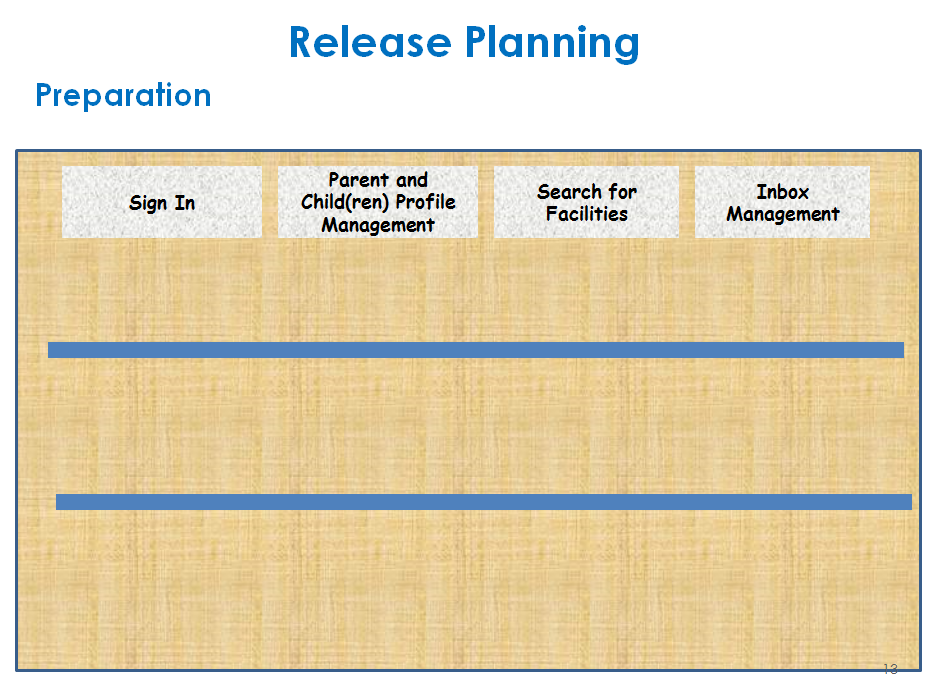 Release Planning
Preparation
Sign In
Parent and
Child(ren) Profile
Management
Search for
Facilities
Inbox
Management
13